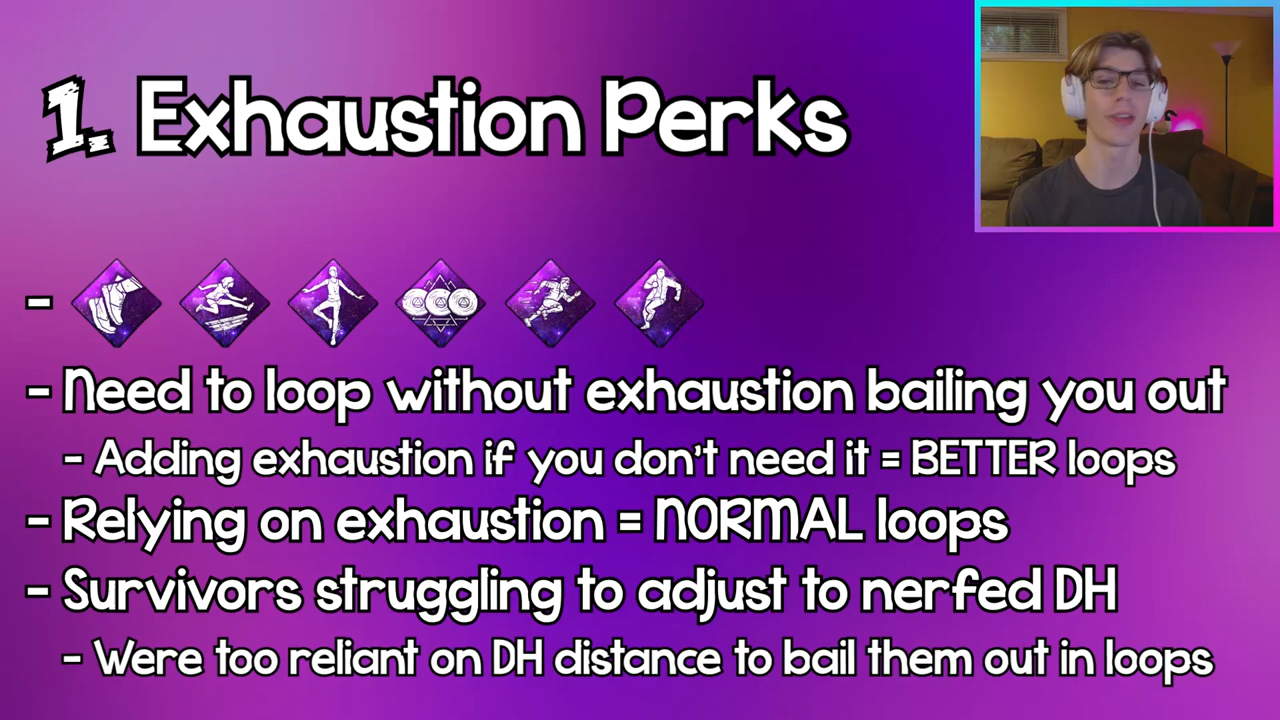 1. Exhaustion Perks
-
- Need to loop without exhaustion bailing you out
- Adding exhaustion if you don't need it = BETTER loops
- Relying on exhaustion = NORMAL loops
- Survivors struggling to adjust to nerfed DH
- Were too reliant on DH distance to bail them out in loops